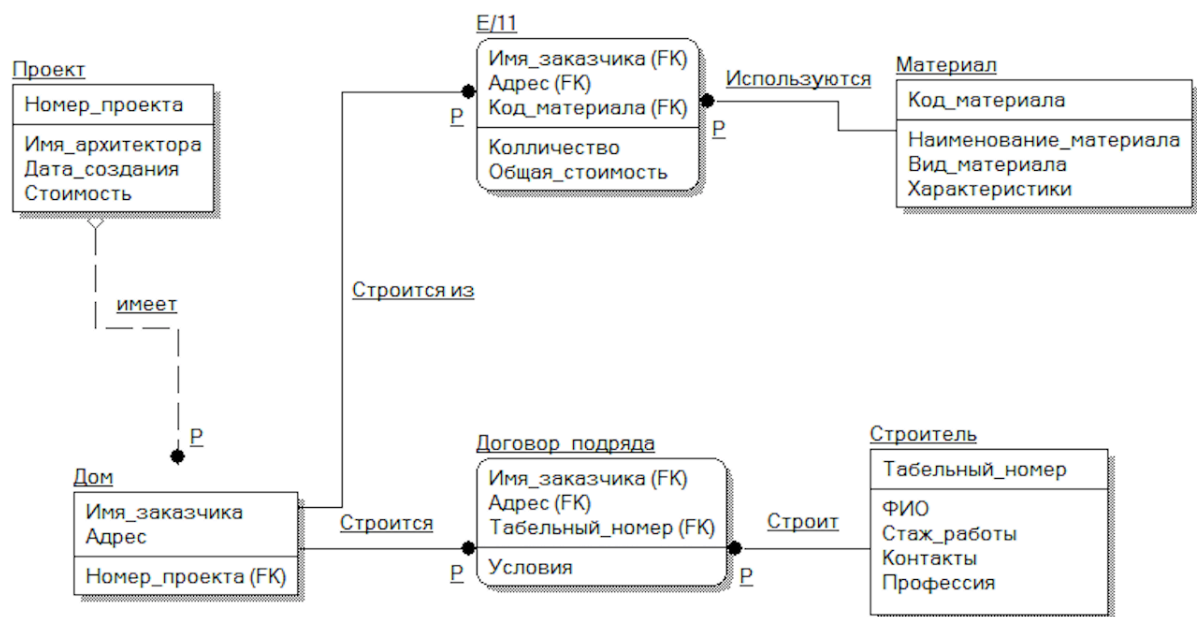 Проект
Номер_проекта
Имя_архитектора
Дата_создания
Стоимость
имеет
P
Дом
Имя_заказчика
Адрес
Номер_проекта (FK)
Строится из
P
E/11
Имя_заказчика (FK)
Адрес (FK)
Код_материала (FK)
Колличество
Общая_стоимость
Используются
P
Материал
Код_материала
Наименование_материала
Вид_материала
Характеристики
Строится
P
Договор_подряда
Имя_заказчика (FK)
Адрес (FK)
Табельный_номер (FK)
Условия
Строит
P
Строитель
Табельный_номер
ФИО
Стаж_работы
Контакты
Профессия